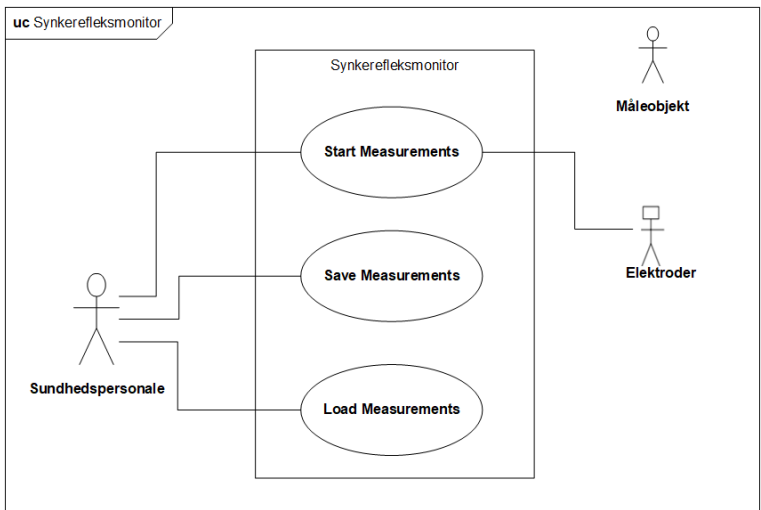 uc Synkerefleksmonitor
Synkerefleksmonitor
Måleobjekt
Start Measurements
Elektroder
Save Measurements
Sundhedspersonale
Load Measurements